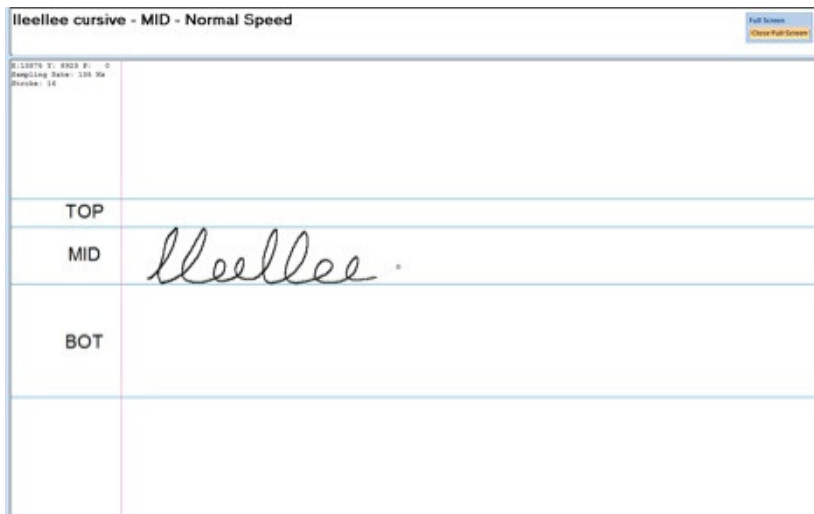 lleellee cursive - MID - Normal Speed
Full Screen
Close Full Screen
Sampling Rate: 135 Hz
Stroke: 16
TOP
MID
lleellee
BOT